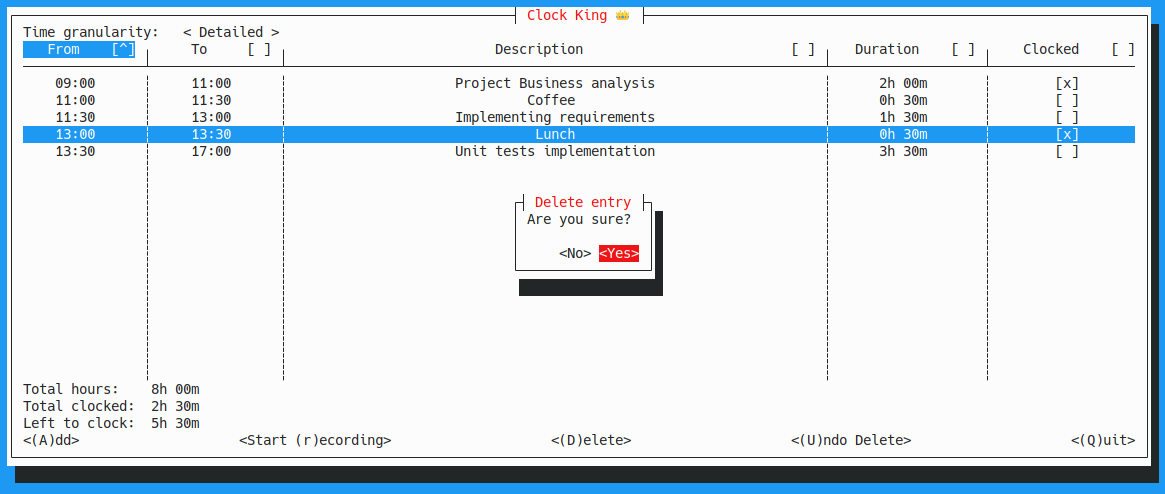 Clock King 👑
Time granularity: < Detailed >
From [^] To [ ] Description [ ] Duration [ ] Clocked [ ]
09:00 11:00 Project Business analysis 2h 00m [x]
11:00 11:30 Coffee 0h 30m [ ]
11:30 13:00 Implementing requirements 1h 30m [ ]
13:00 13:30 Lunch 0h 30m [x]
13:30 17:00 Unit tests implementation 3h 30m [ ]
Delete entry
Are you sure?
<No> <Yes>
Total hours: 8h 00m
Total clocked: 2h 30m
Left to clock: 5h 30m
<(A)dd> <Start (r)ecording> <(D)elete> <(U)ndo Delete> <(Q)uit>